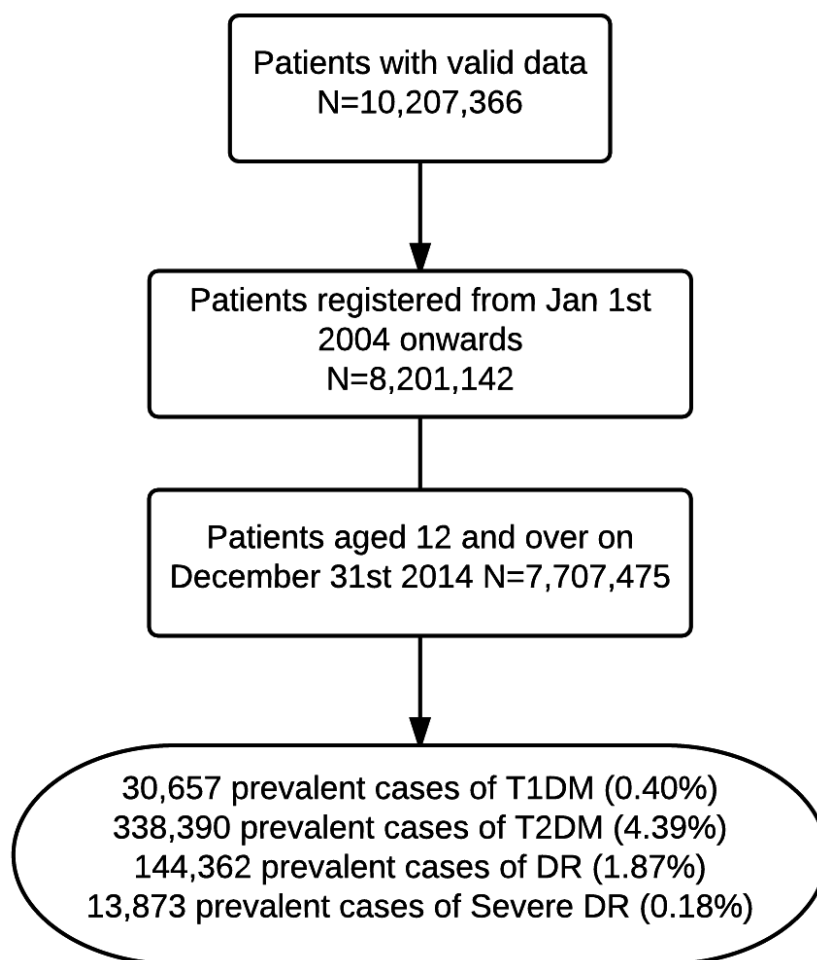 Patients with valid data
N=10,207,366
Patients registered from Jan 1st
2004 onwards
N=8,201,142
Patients aged 12 and over on
December 31st 2014 N=7,707,475
30,657 prevalent cases of T1DM (0.40%)
338,390 prevalent cases of T2DM (4.39%)
144,362 prevalent cases of DR (1.87%)
13,873 prevalent cases of Severe DR (0.18%)